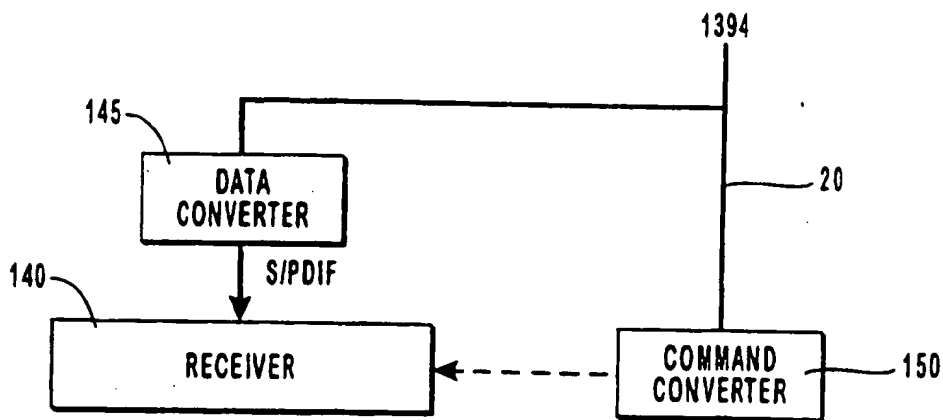 1394
145
DATA
CONVERTER
20
S/PDIF
140
RECEIVER
COMMAND
CONVERTER
150